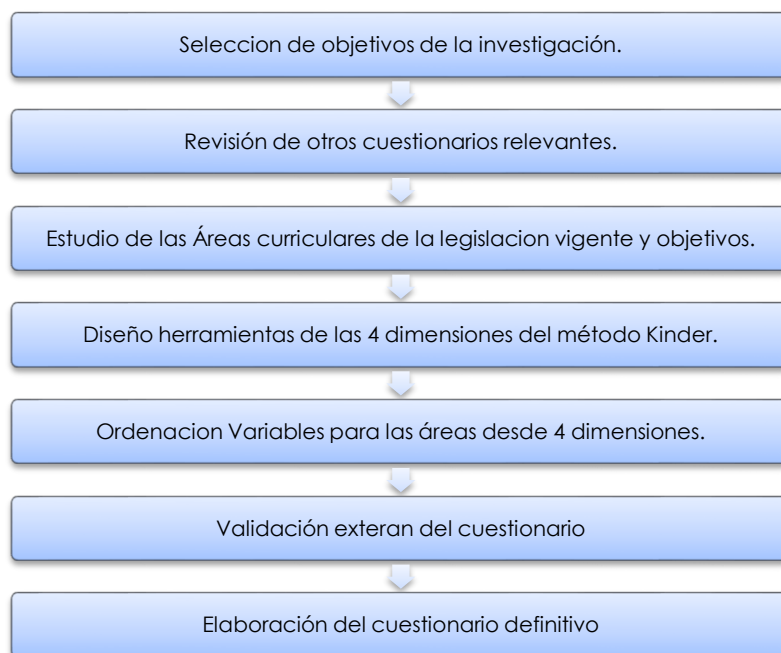 Seleccion de objetivos de la investigación.
Revisión de otros cuestionarios relevantes.
Estudio de las Áreas curriculares de la legislacion vigente y objetivos.
Diseño herramientas de las 4 dimensiones del método Kinder.
Ordenacion Variables para las áreas desde 4 dimensiones.
Validación exteran del cuestionario
Elaboración del cuestionario definitivo